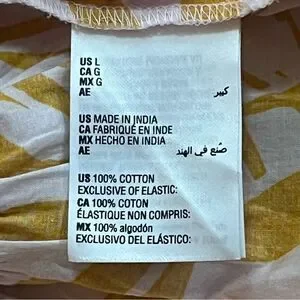 US L
CA G
MX G
AE كبير
US MADE IN INDIA
CA FABRIQUÉ EN INDE
MX HECHO EN INDIA
AE صُنع في الهند
US 100% COTTON
EXCLUSIVE OF ELASTIC:
CA 100% COTON
ÉLASTIQUE NON COMPRIS:
MX 100% algodón
EXCLUSIVO DEL ELÁSTICO: